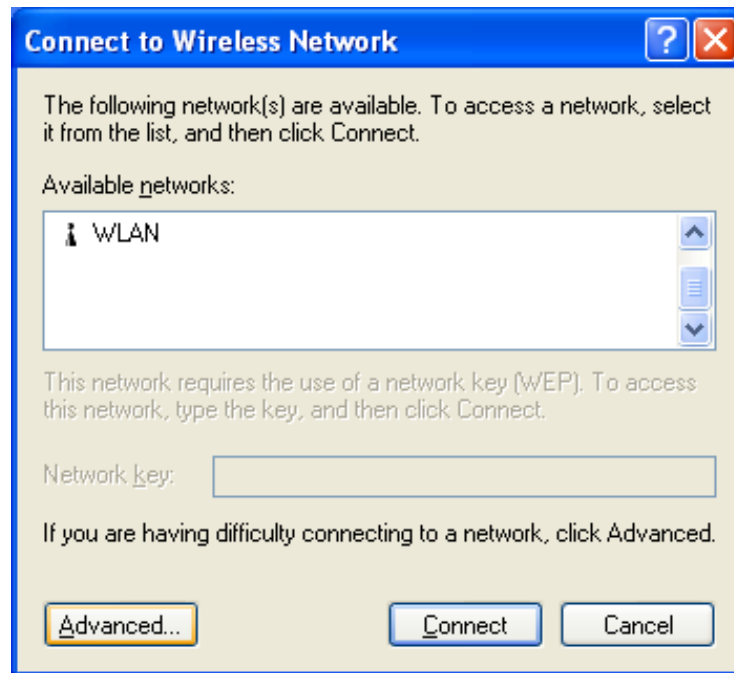 Connect to Wireless Network
The following network(s) are available. To access a network, select
it from the list, and then click Connect.
Available networks:
WLAN
This network requires the use of a network key (WEP). To access
this network, type the key, and then click Connect.
Network key:
If you are having difficulty connecting to a network, click Advanced.
Advanced... Connect Cancel